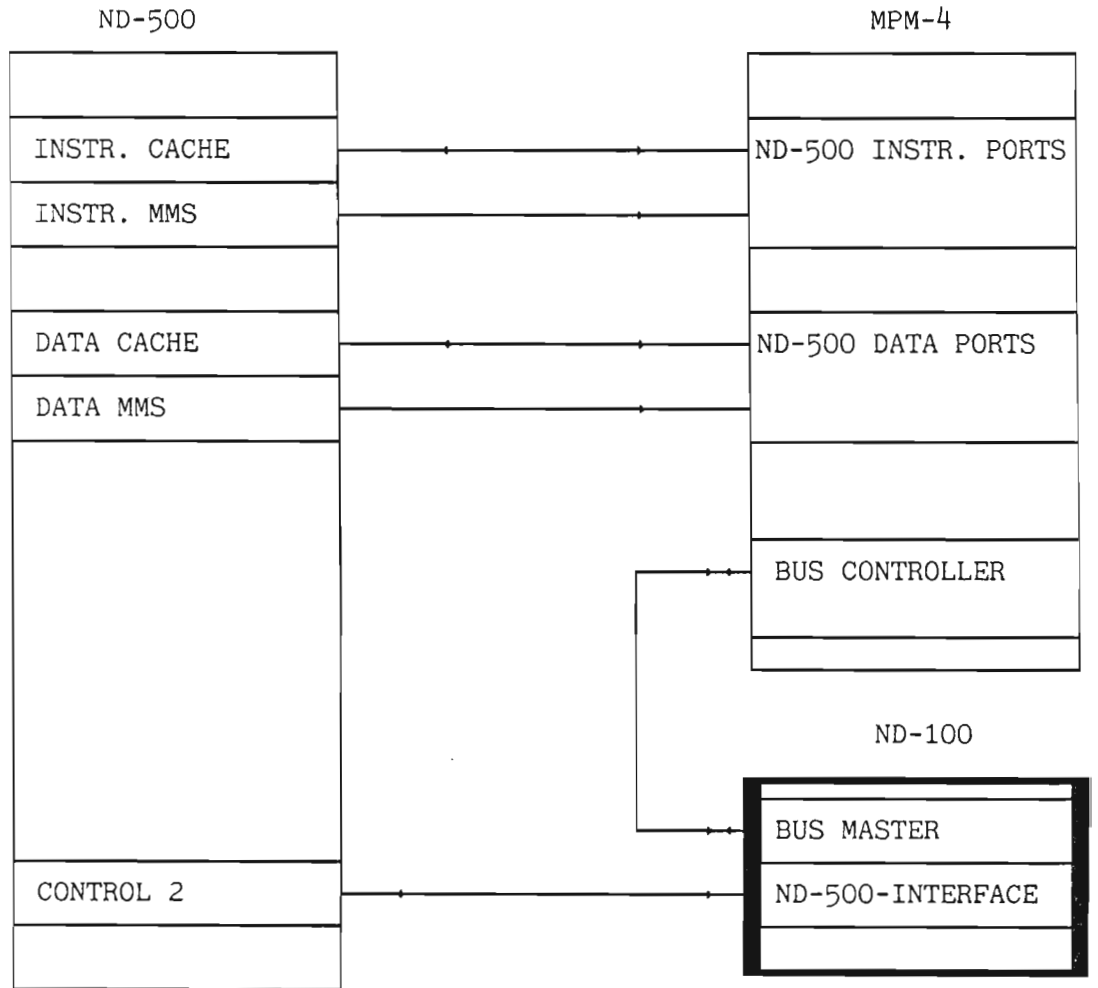 ND-500
MPM-4
INSTR. CACHE
ND-500 INSTR. PORTS
INSTR. MMS
DATA CACHE
ND-500 DATA PORTS
DATA MMS
BUS CONTROLLER
ND-100
BUS MASTER
CONTROL 2
ND-500-INTERFACE